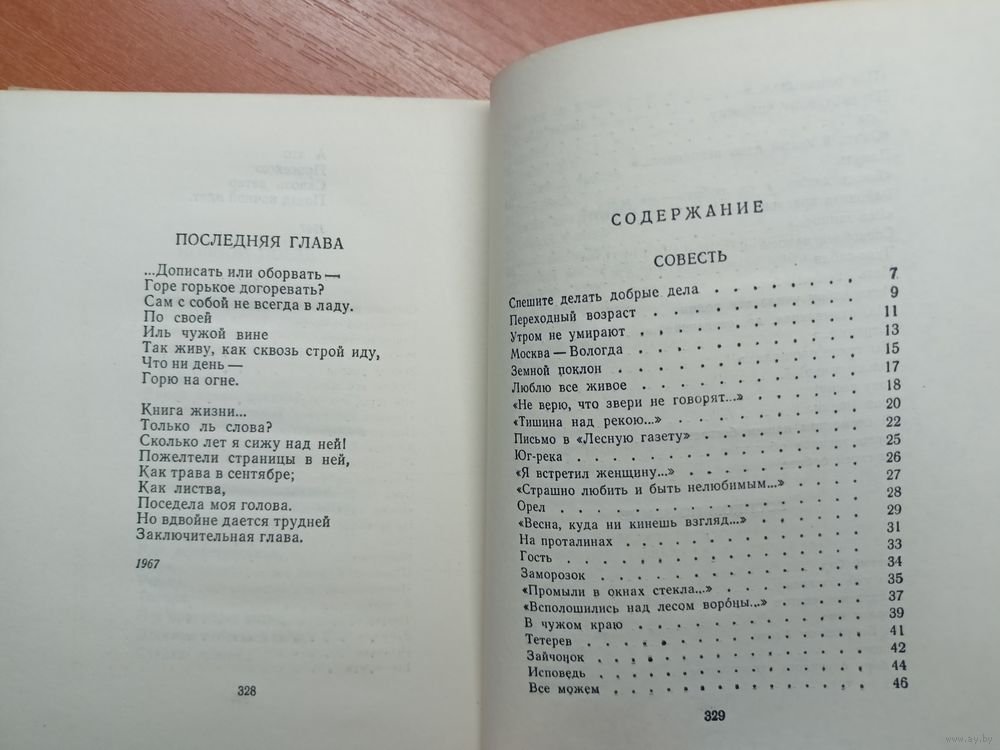 ПОСЛЕДНЯЯ ГЛАВА
...Дописать или оборвать —
Горе горькое догоревать?
Сам с собой не всегда в ладу.
По своей
Иль чужой вине
Так живу, как сквозь строй иду,
Что ни день —
Горю на огне.
Книга жизни...
Только ль слова?
Сколько лет я сижу над ней!
Пожелтели страницы в ней,
Как трава в сентябре;
Как листва,
Поседела моя голова.
Но вдвойне дается трудней
Заключительная глава.
1967
328
СОДЕРЖАНИЕ
СОВЕСТЬ
Спешите делать добрые дела . . . . . . . 7
Переходный возраст . . . . . . . . . . 9
Утром не умирают . . . . . . . . . . 11
Москва — Вологда . . . . . . . . . . 13
Земной поклон . . . . . . . . . . . 15
Люблю все живое . . . . . . . . . . 17
«Не верю, что звери не говорят...» . . . . . 18
«Тишина над рекою...» . . . . . . . . . 20
Письмо в «Лесную газету» . . . . . . . 22
Юг-река . . . . . . . . . . . . . 25
«Я встретил женщину...» . . . . . . . . 26
«Страшно любить и быть нелюбимым...» . . . 27
Орел . . . . . . . . . . . . . . 28
«Весна, куда ни кинешь взгляд...» . . . . . 29
На проталинах . . . . . . . . . . . 31
Гость . . . . . . . . . . . . . . 33
Заморозок . . . . . . . . . . . . 34
«Промыли в окнах стекла...» . . . . . . . 35
«Всполошились над лесом воро́ны...» . . . . . 37
В чужом краю . . . . . . . . . . . 39
Тетерев . . . . . . . . . . . . . 41
Зайчонок . . . . . . . . . . . . . 42
Исповедь . . . . . . . . . . . . . 44
Все можем . . . . . . . . . . . . 46
329
www.ay.by